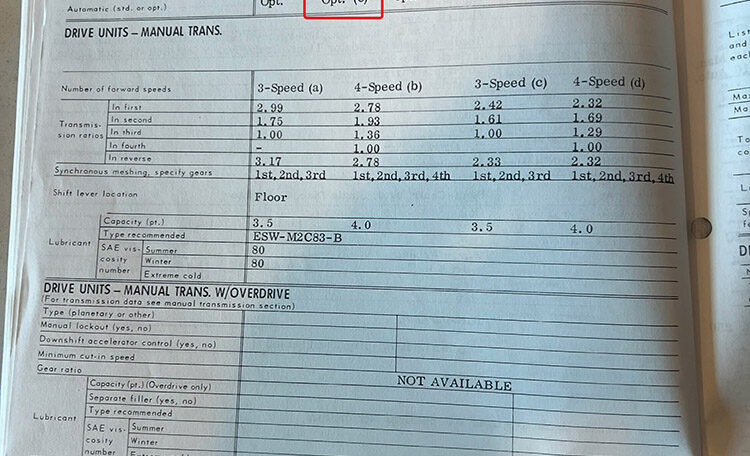 Automatic (std. or opt.) Opt. Opt.
DRIVE UNITS — MANUAL TRANS.
Number of forward speeds 3-Speed (a) 4-Speed (b) 3-Speed (c) 4-Speed (d)
Transmis-sion ratios
In first 2.99 2.78 2.42 2.32
In second 1.75 1.93 1.61 1.69
In third 1.00 1.36 1.00 1.29
In fourth - 1.00 1.00
In reverse 3.17 2.78 2.33 2.32
Synchronous meshing, specify gears 1st, 2nd, 3rd 1st, 2nd, 3rd, 4th 1st, 2nd, 3rd 1st, 2nd, 3rd, 4th
Shift lever location Floor
Lubricant
Capacity (pt.) 3.5 4.0 3.5 4.0
Type recommended ESW-M2C83-B
SAE vis-cosity number
Summer 80
Winter 80
Extreme cold
DRIVE UNITS — MANUAL TRANS. W/OVERDRIVE
(For transmission data see manual transmission section)
Type (planetary or other)
Manual lockout (yes, no)
Downshift accelerator control (yes, no)
Minimum cut-in speed
Gear ratio
NOT AVAILABLE
Lubricant
Capacity (pt.) (Overdrive only)
Separate filler (yes, no)
Type recommended
SAE vis-cosity number
Summer
Winter